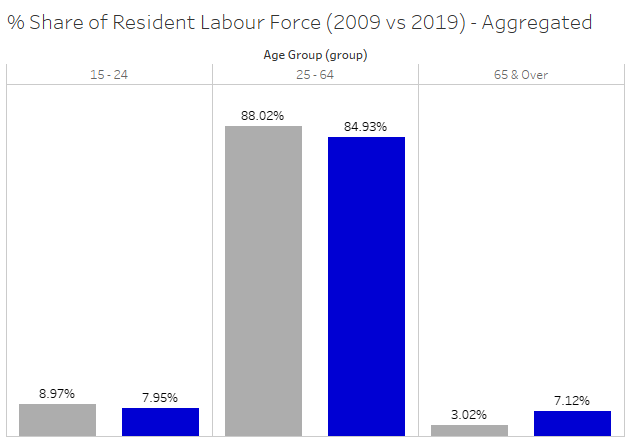 % Share of Resident Labour Force (2009 vs 2019) - Aggregated
Age Group (group)
15 - 24
25 - 64
65 & Over
88.02%
84.93%
8.97%
7.95%
3.02%
7.12%